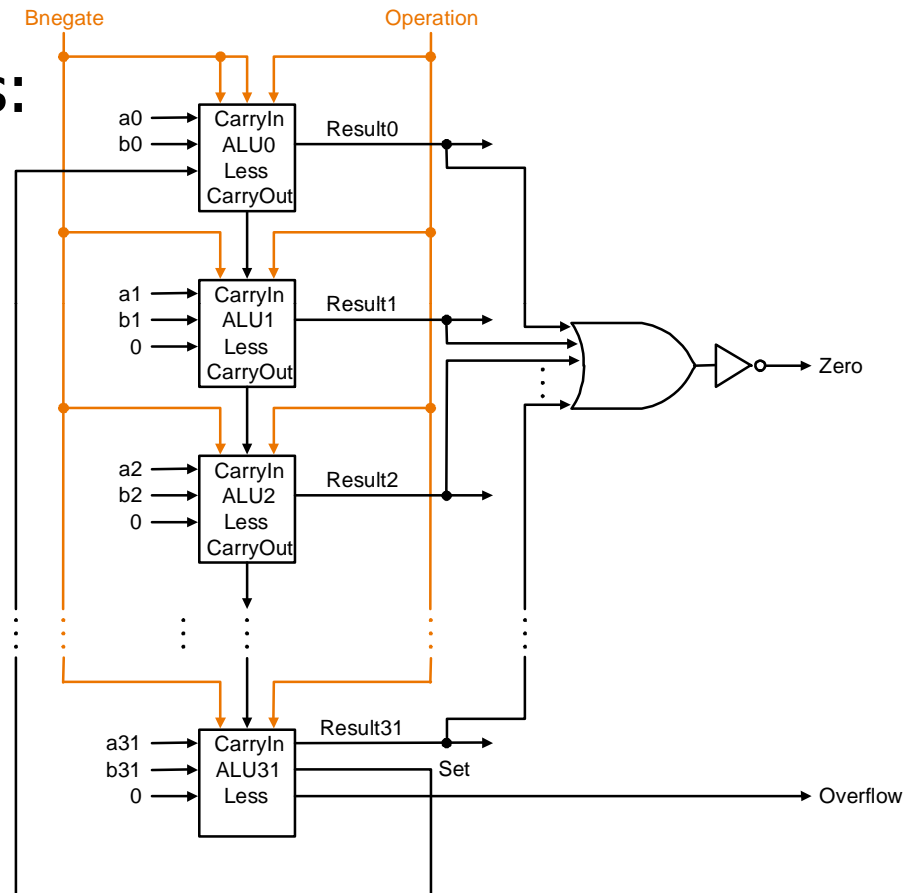 Bnegate
Operation
s:
a0
b0
CarryIn
ALU0
Less
CarryOut
Result0
a1
b1
0
CarryIn
ALU1
Less
CarryOut
Result1
Zero
a2
b2
0
CarryIn
ALU2
Less
CarryOut
Result2
a31
b31
0
CarryIn
ALU31
Less
Result31
Set
Overflow